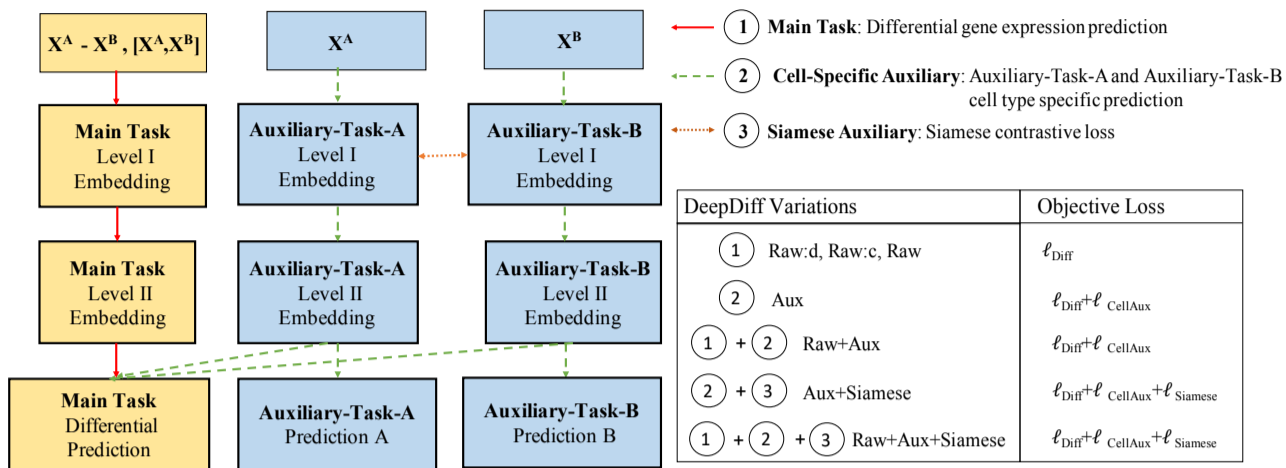 X^A - X^B , [X^A,X^B]
X^A
X^B
Main Task
Level I
Embedding
Auxiliary-Task-A
Level I
Embedding
Auxiliary-Task-B
Level I
Embedding
Main Task
Level II
Embedding
Auxiliary-Task-A
Level II
Embedding
Auxiliary-Task-B
Level II
Embedding
Main Task
Differential
Prediction
Auxiliary-Task-A
Prediction A
Auxiliary-Task-B
Prediction B
1 Main Task: Differential gene expression prediction
2 Cell-Specific Auxiliary: Auxiliary-Task-A and Auxiliary-Task-B
cell type specific prediction
3 Siamese Auxiliary: Siamese contrastive loss
DeepDiff Variations Objective Loss
1 Raw:d, Raw:c, Raw ℓDiff
2 Aux ℓDiff+ℓ CellAux
1 + 2 Raw+Aux ℓDiff+ℓ CellAux
2 + 3 Aux+Siamese ℓDiff+ℓ CellAux+ℓ Siamese
1 + 2 + 3 Raw+Aux+Siamese ℓDiff+ℓ CellAux+ℓ Siamese